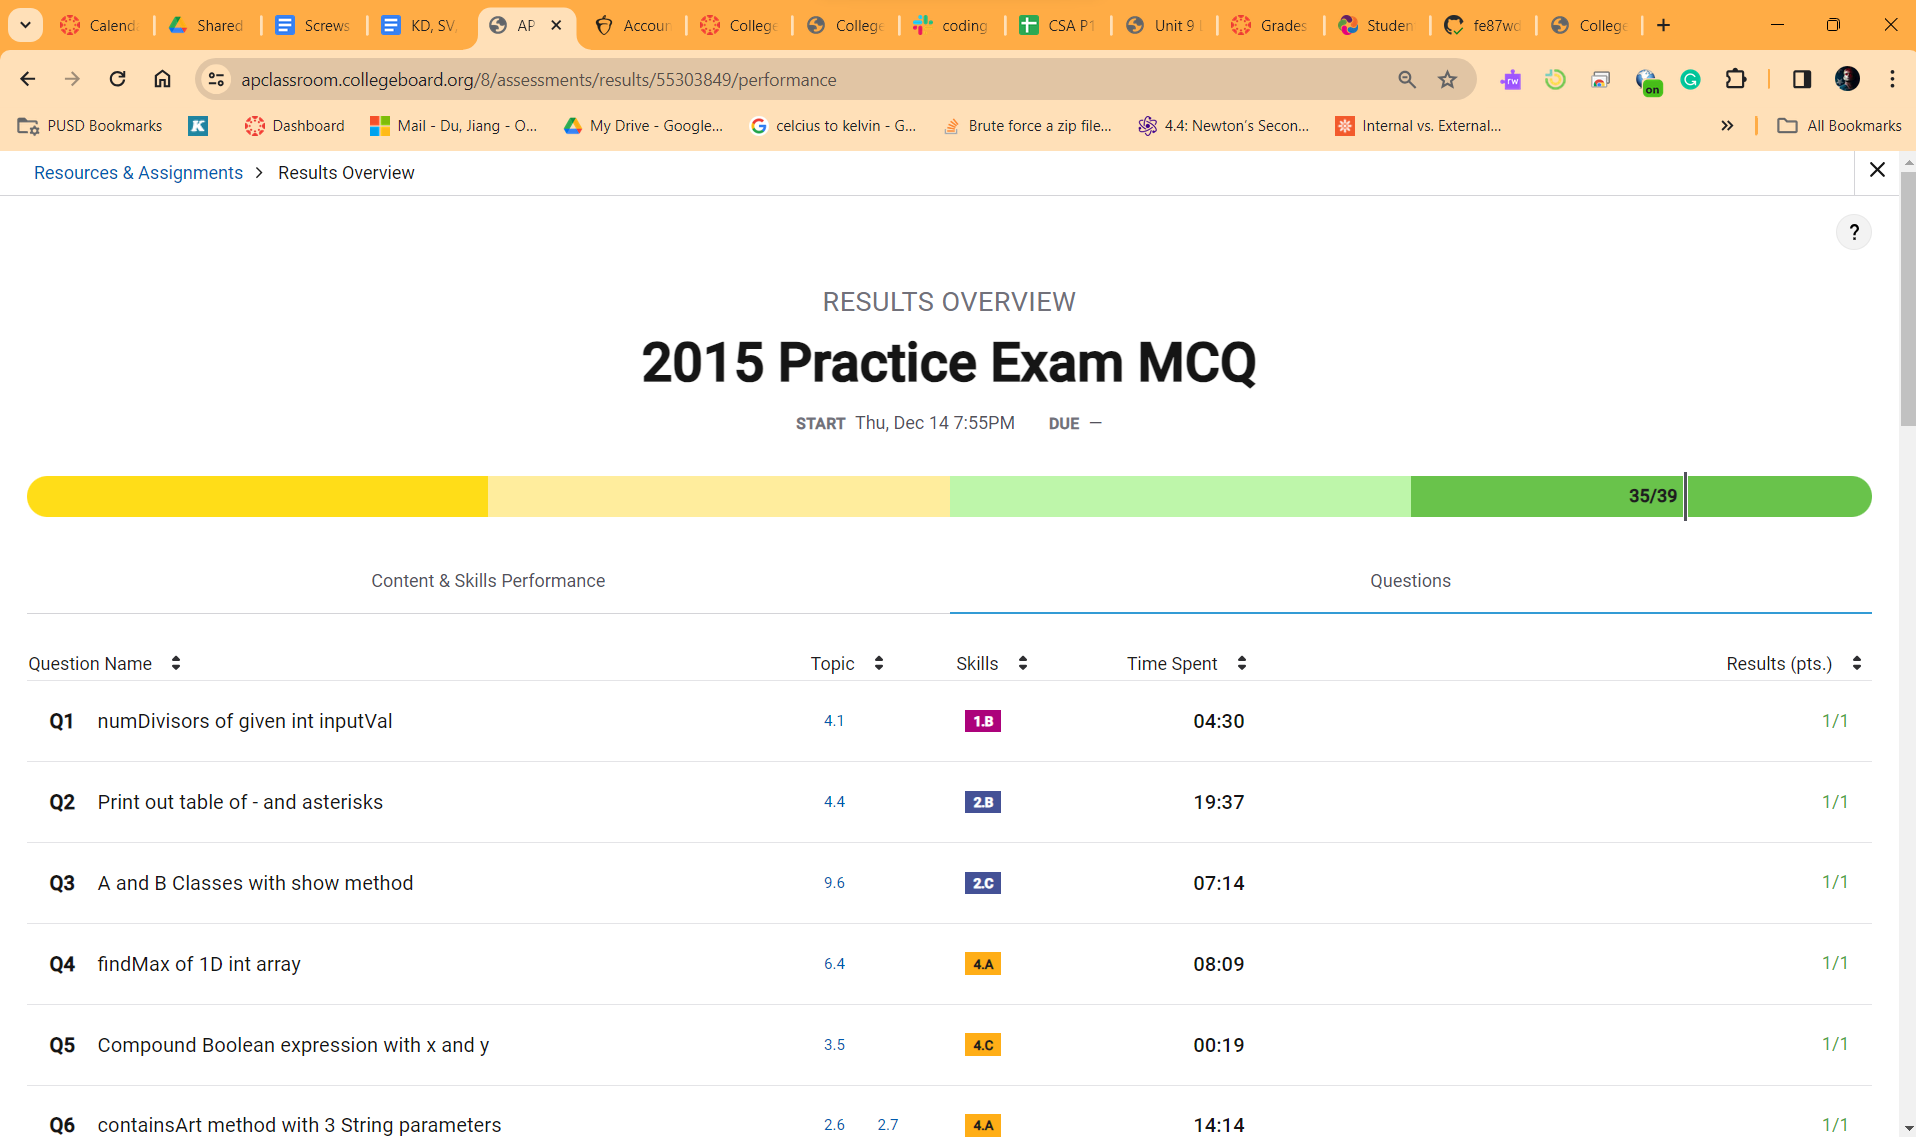 Calend
Shared
Screws
KD, SV,
AP
Accoun
College
College
coding
CSA P1
Unit 9 L
Grades
Studen
fe87wd
College
apclassroom.collegeboard.org/8/assessments/results/55303849/performance
rw
on
PUSD Bookmarks
K
Dashboard
Mail - Du, Jiang - O...
My Drive - Google...
celcius to kelvin - G...
Brute force a zip file...
4.4: Newton's Secon...
Internal vs. External...
All Bookmarks
Resources & Assignments > Results Overview
?
RESULTS OVERVIEW
2015 Practice Exam MCQ
START Thu, Dec 14 7:55PM DUE —
35/39
Content & Skills Performance Questions
Question Name Topic Skills Time Spent Results (pts.)
Q1 numDivisors of given int inputVal 4.1 1.B 04:30 1/1
Q2 Print out table of - and asterisks 4.4 2.B 19:37 1/1
Q3 A and B Classes with show method 9.6 2.C 07:14 1/1
Q4 findMax of 1D int array 6.4 4.A 08:09 1/1
Q5 Compound Boolean expression with x and y 3.5 4.C 00:19 1/1
Q6 containsArt method with 3 String parameters 2.6 2.7 4.A 14:14 1/1